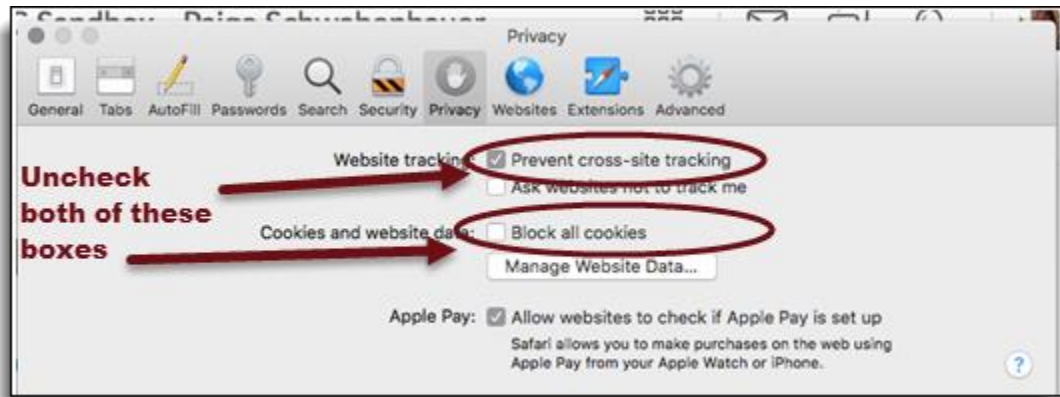 Privacy
General Tabs AutoFill Passwords Search Security Privacy Websites Extensions Advanced
Website tracking: Prevent cross-site tracking
Ask websites not to track me
Uncheck
both of these
boxes
Cookies and website data: Block all cookies
Manage Website Data...
Apple Pay: Allow websites to check if Apple Pay is set up
Safari allows you to make purchases on the web using
Apple Pay from your Apple Watch or iPhone.
?